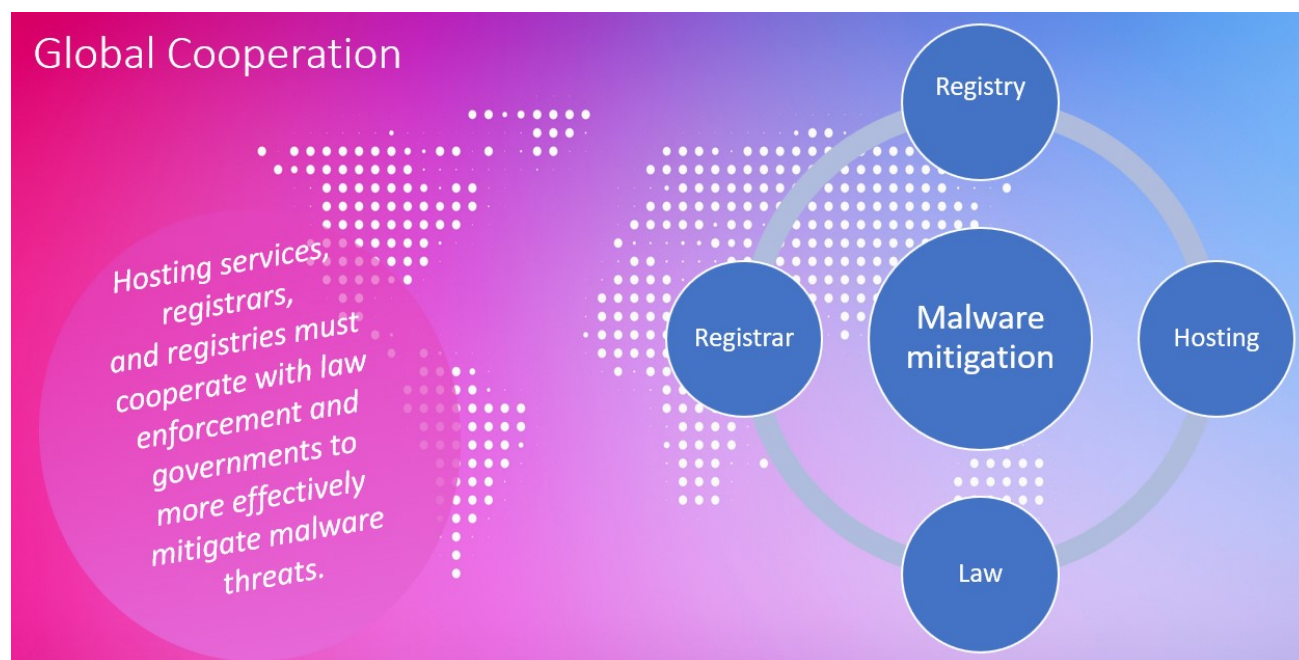 Global Cooperation
Hosting services,
registrars,
and registries must
cooperate with law
enforcement and
governments to
more effectively
mitigate malware
threats.
Registry
Registrar
Malware
mitigation
Hosting
Law